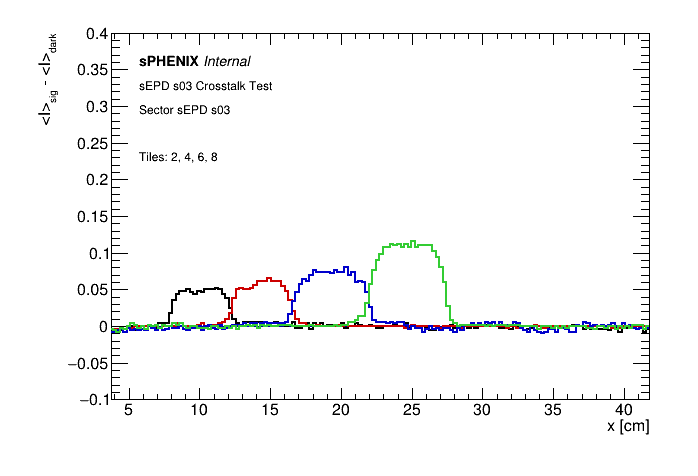 0.4
<I>sig - <I>dark
0.35
sPHENIX Internal
sEPD s03 Crosstalk Test
0.3
Sector sEPD s03
0.25
Tiles: 2, 4, 6, 8
0.2
0.15
0.1
0.05
0
−0.05
−0.1
5 10 15 20 25 30 35 40
x [cm]